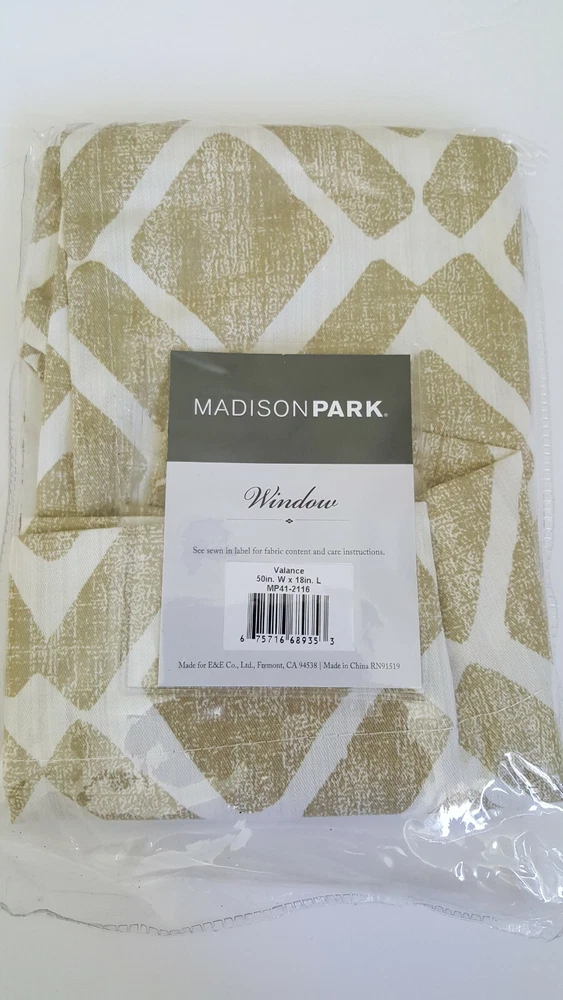 MADISONPARK®
Window
See sewn in label for fabric content and care instructions.
Valance
50in. W x 18in. L
MP41-2116
6 75716 68935 3
Made for E&E Co., Ltd., Fremont, CA 94538 | Made in China RN91519